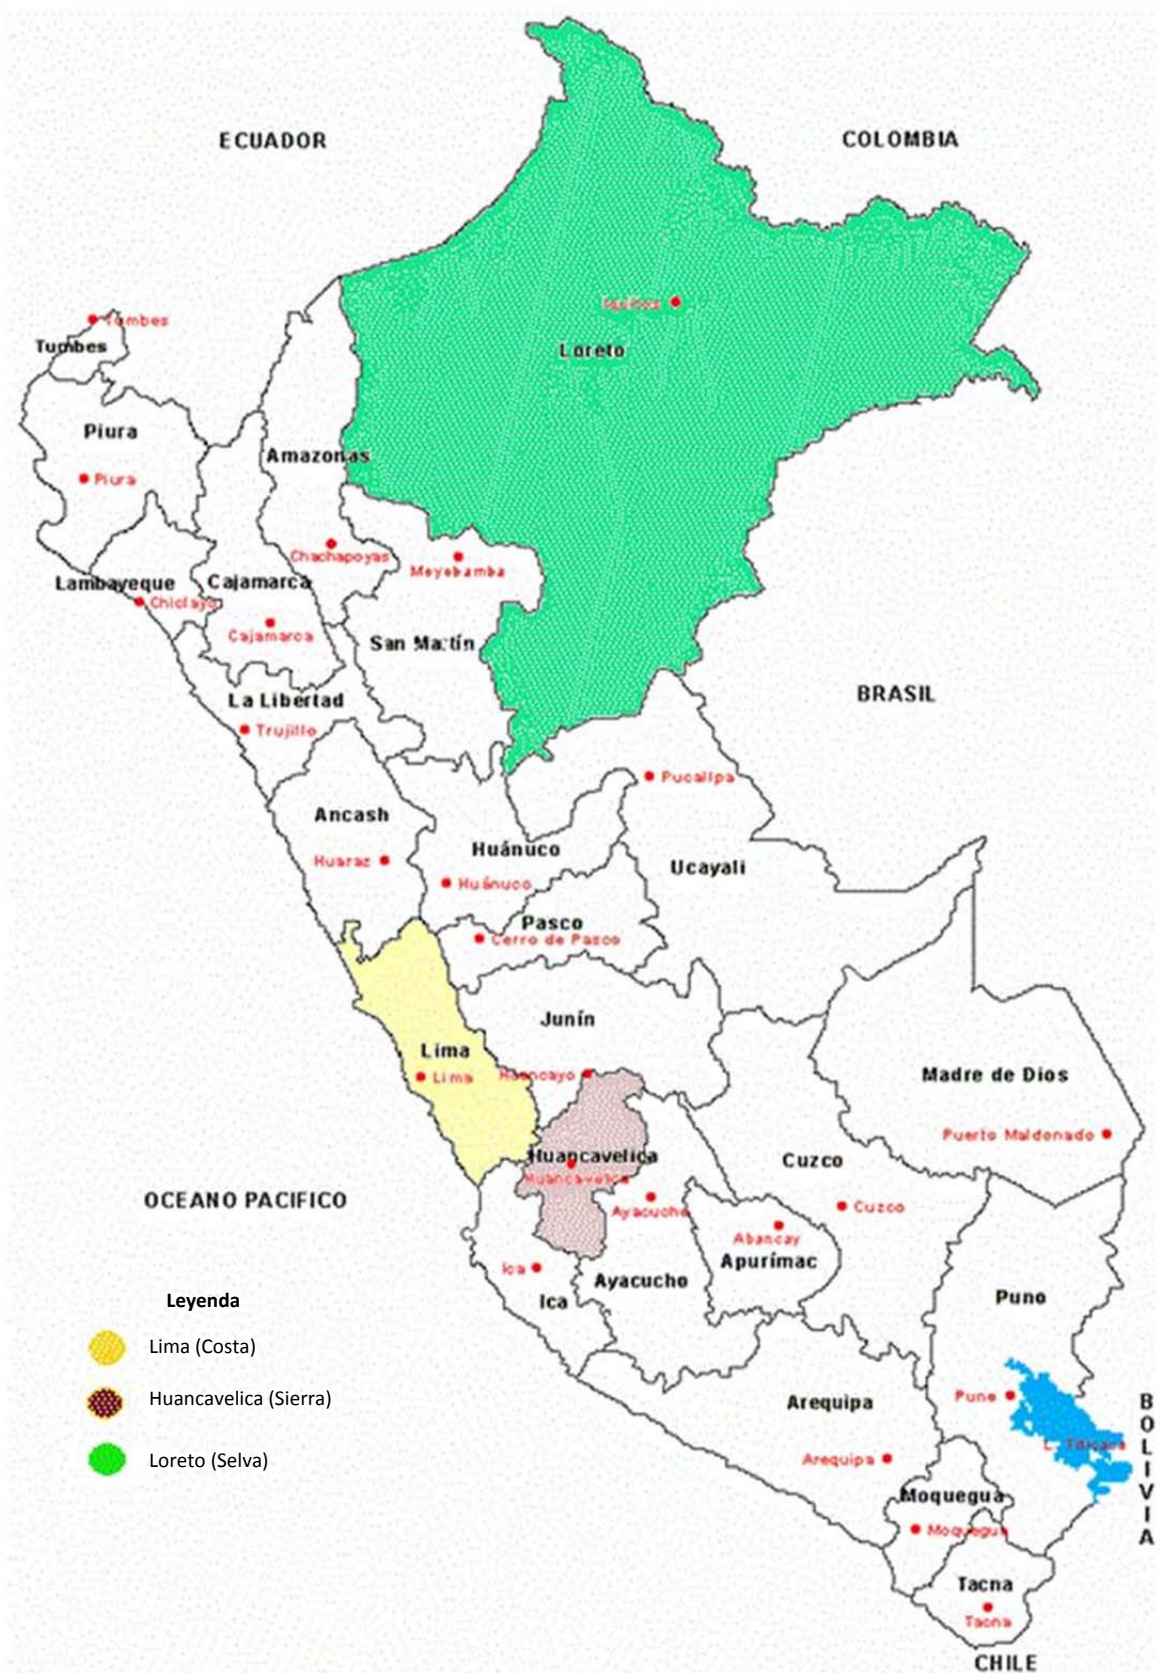 ECUADOR
COLOMBIA
Iquitos
Loreto
Tumbes
Tumbes
Piura
Piura
Amazonas
Chachapoyas
Moyobamba
Lambayeque
Cajamarca
Chiclayo
Cajamarca
San Martín
BRASIL
La Libertad
Trujillo
Pucallpa
Ancash
Huánuco
Huaraz
Ucayali
Huánuco
Pasco
Cerro de Pasco
Junín
Lima
Lima
Huancayo
Madre de Dios
Puerto Maldonado
Huancavelica
Huancavelica
Cuzco
Cuzco
OCEANO PACIFICO
Ayacucho
Abancay
Apurímac
Ica
Ayacucho
Ica
Puno
Leyenda
Lima (Costa)
Huancavelica (Sierra)
Loreto (Selva)
Puno
Arequipa
L. Titicaca
Arequipa
BOLIVIA
Moquegua
Moquegua
Tacna
Tacna
CHILE